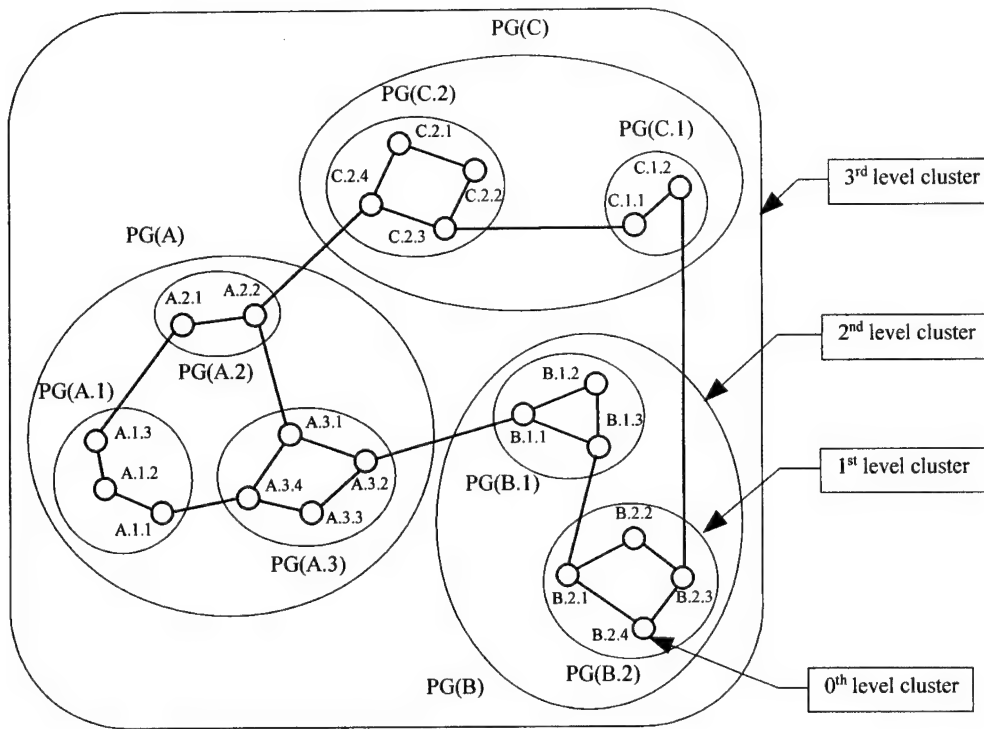 PG(C)
PG(C.2)
C.2.1
PG(C.1)
C.1.2
C.2.4
C.2.2
C.1.1
3rd level cluster
C.2.3
PG(A)
A.2.1
A.2.2
2nd level cluster
PG(A.2)
PG(A.1)
B.1.2
A.3.1
B.1.1
B.1.3
A.1.3
A.1.2
A.3.2
1st level cluster
PG(B.1)
A.3.4
A.1.1
A.3.3
B.2.2
PG(A.3)
B.2.1
B.2.3
B.2.4
PG(B.2)
PG(B)
0th level cluster